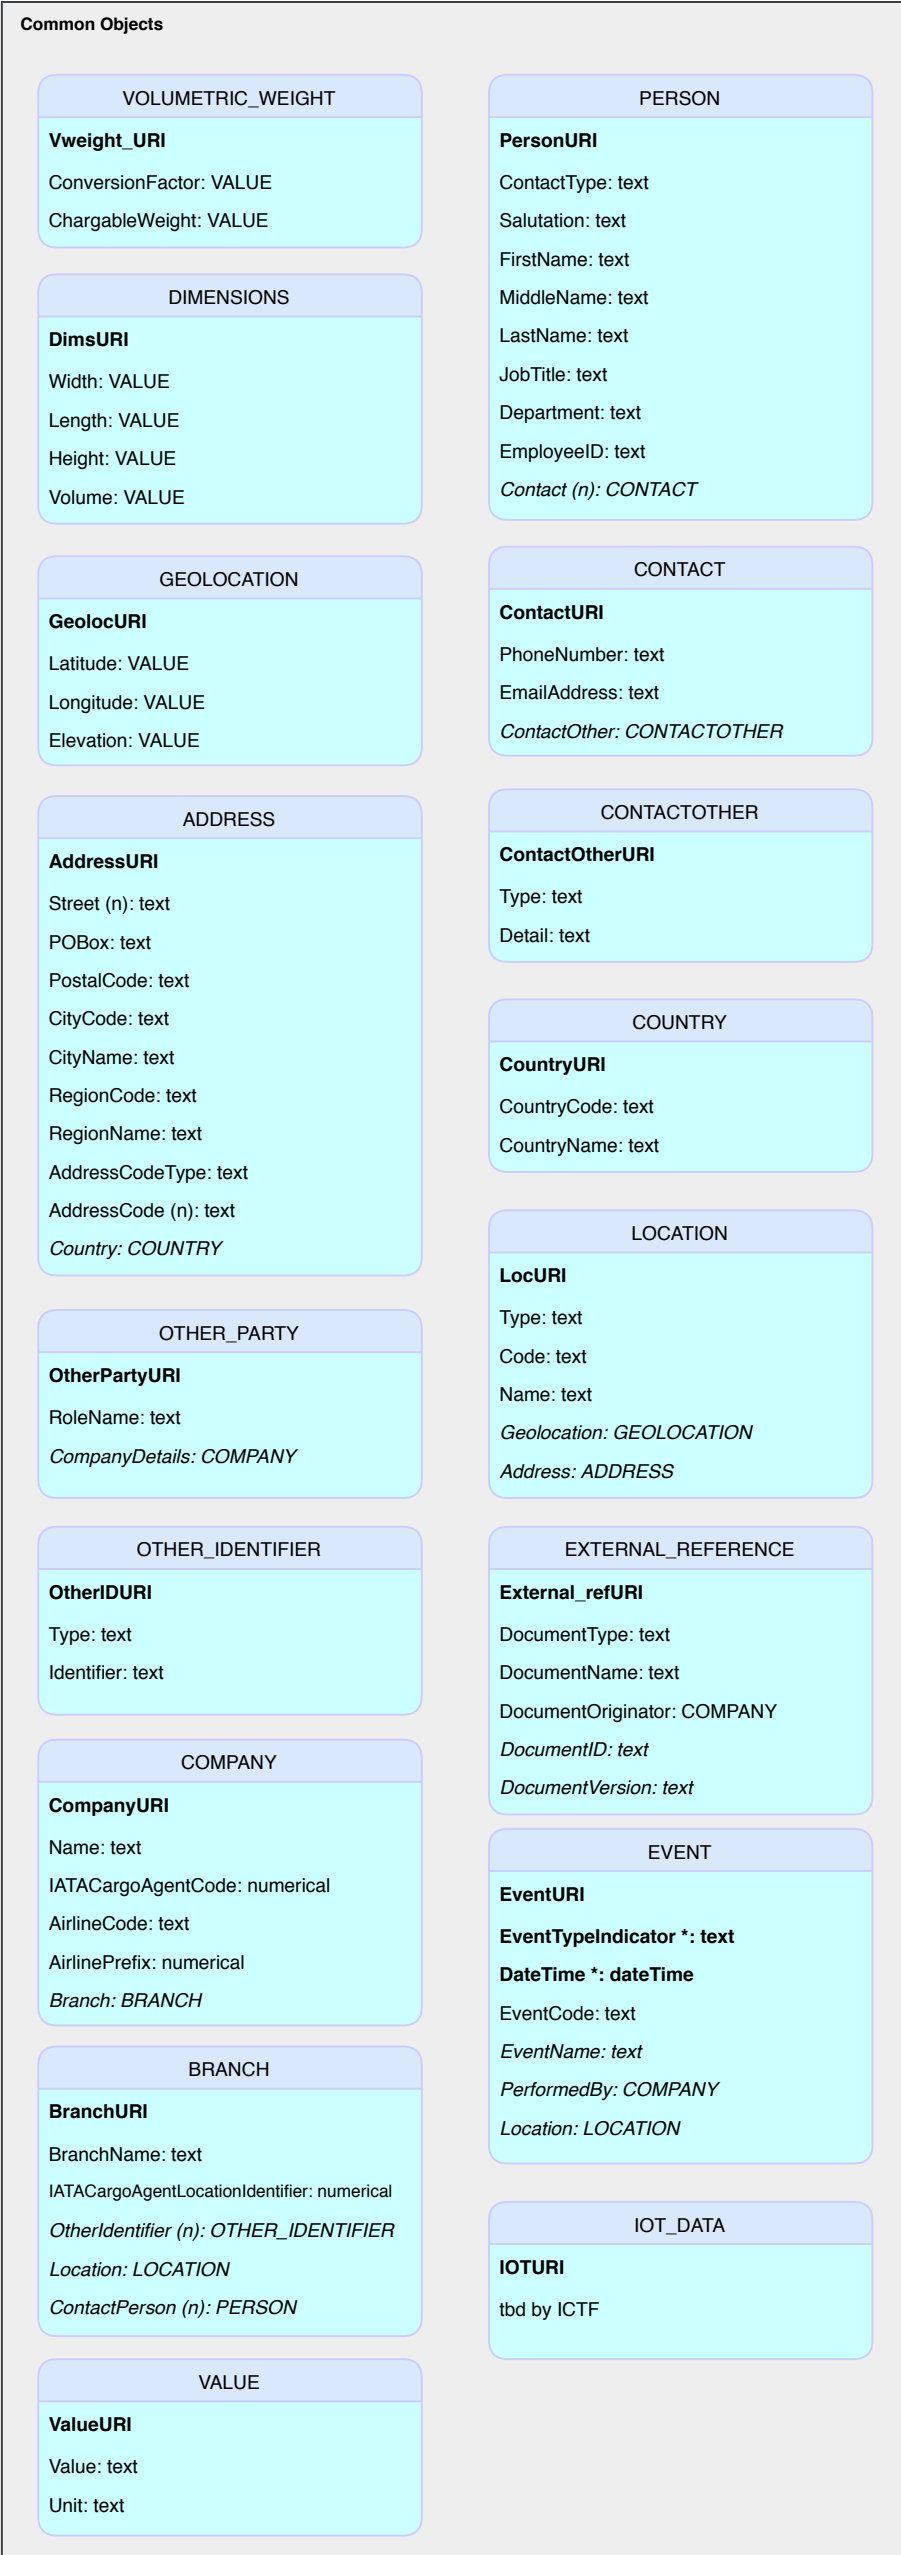 Common Objects
VOLUMETRIC_WEIGHT
Vweight_URI
ConversionFactor: VALUE
ChargableWeight: VALUE
DIMENSIONS
DimsURI
Width: VALUE
Length: VALUE
Height: VALUE
Volume: VALUE
GEOLOCATION
GeolocURI
Latitude: VALUE
Longitude: VALUE
Elevation: VALUE
ADDRESS
AddressURI
Street (n): text
POBox: text
PostalCode: text
CityCode: text
CityName: text
RegionCode: text
RegionName: text
AddressCodeType: text
AddressCode (n): text
Country: COUNTRY
OTHER_PARTY
OtherPartyURI
RoleName: text
CompanyDetails: COMPANY
OTHER_IDENTIFIER
OtherIDURI
Type: text
Identifier: text
COMPANY
CompanyURI
Name: text
IATACargoAgentCode: numerical
AirlineCode: text
AirlinePrefix: numerical
Branch: BRANCH
BRANCH
BranchURI
BranchName: text
IATACargoAgentLocationIdentifier: numerical
OtherIdentifier (n): OTHER_IDENTIFIER
Location: LOCATION
ContactPerson (n): PERSON
VALUE
ValueURI
Value: text
Unit: text
PERSON
PersonURI
ContactType: text
Salutation: text
FirstName: text
MiddleName: text
LastName: text
JobTitle: text
Department: text
EmployeeID: text
Contact (n): CONTACT
CONTACT
ContactURI
PhoneNumber: text
EmailAddress: text
ContactOther: CONTACTOTHER
CONTACTOTHER
ContactOtherURI
Type: text
Detail: text
COUNTRY
CountryURI
CountryCode: text
CountryName: text
LOCATION
LocURI
Type: text
Code: text
Name: text
Geolocation: GEOLOCATION
Address: ADDRESS
EXTERNAL_REFERENCE
External_refURI
DocumentType: text
DocumentName: text
DocumentOriginator: COMPANY
DocumentID: text
DocumentVersion: text
EVENT
EventURI
EventTypeIndicator *: text
DateTime *: dateTime
EventCode: text
EventName: text
PerformedBy: COMPANY
Location: LOCATION
IOT_DATA
IOTURI
tbd by ICTF